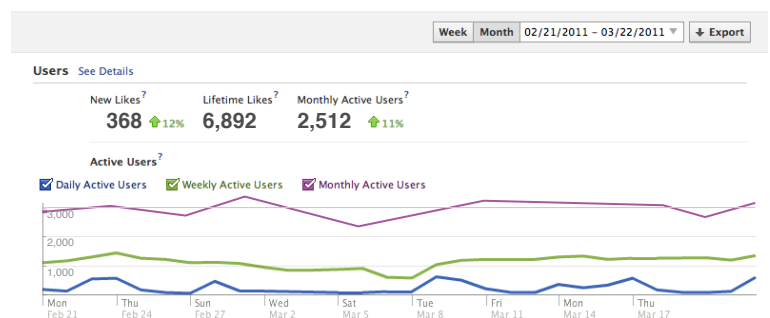 Week Month 02/21/2011 - 03/22/2011 Export
Users See Details
New Likes? Lifetime Likes? Monthly Active Users?
368 12% 6,892 2,512 11%
Active Users?
Daily Active Users Weekly Active Users Monthly Active Users
3,000
2,000
1,000
Mon Thu Sun Wed Sat Tue Fri Mon Thu
Feb 21 Feb 24 Feb 27 Mar 2 Mar 5 Mar 8 Mar 11 Mar 14 Mar 17